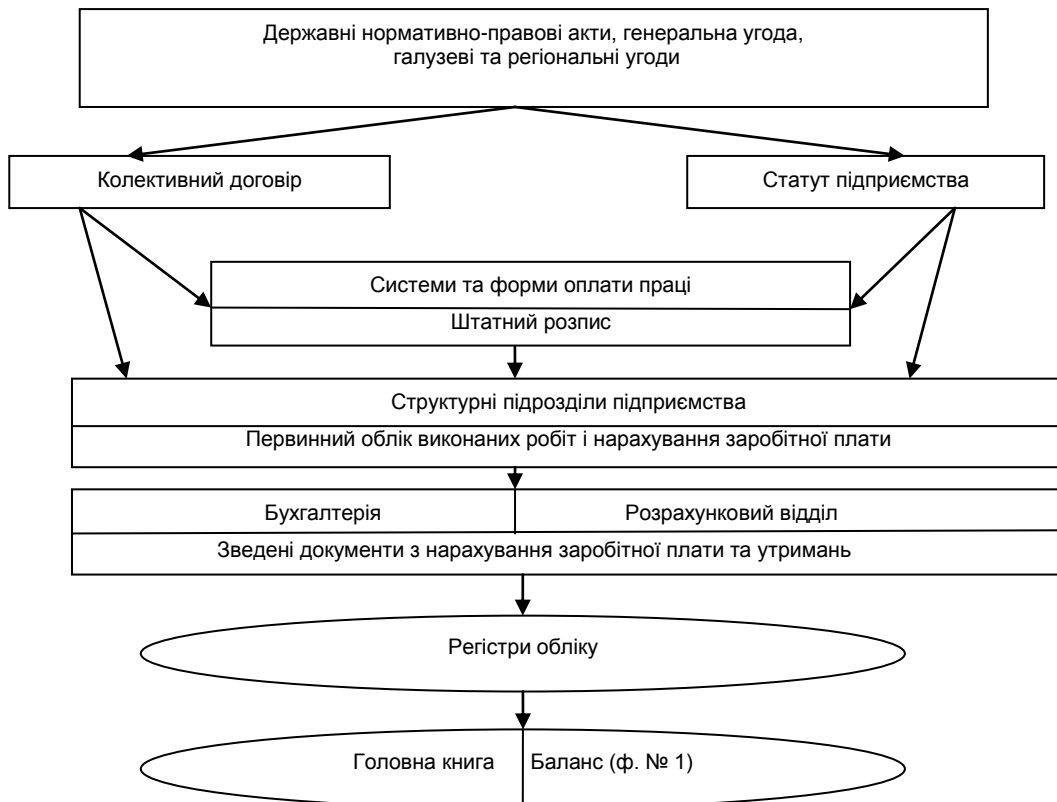 Державні нормативно-правові акти, генеральна угода,
галузеві та регіональні угоди
Колективний договір
Статут підприємства
Системи та форми оплати праці
Штатний розпис
Структурні підрозділи підприємства
Первинний облік виконаних робіт і нарахування заробітної плати
Бухгалтерія
Розрахунковий відділ
Зведені документи з нарахування заробітної плати та утримань
Регістри обліку
Головна книга
Баланс (ф. № 1)